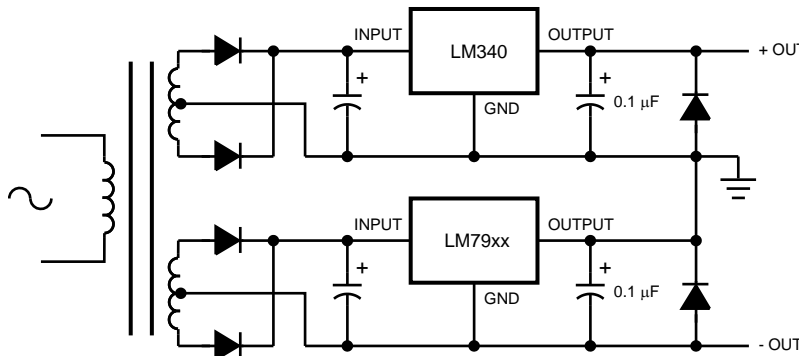 INPUT
LM340
OUTPUT
+ OUT
+
+
0.1 μF
GND
INPUT
LM79xx
OUTPUT
+
+
0.1 μF
GND
- OUT